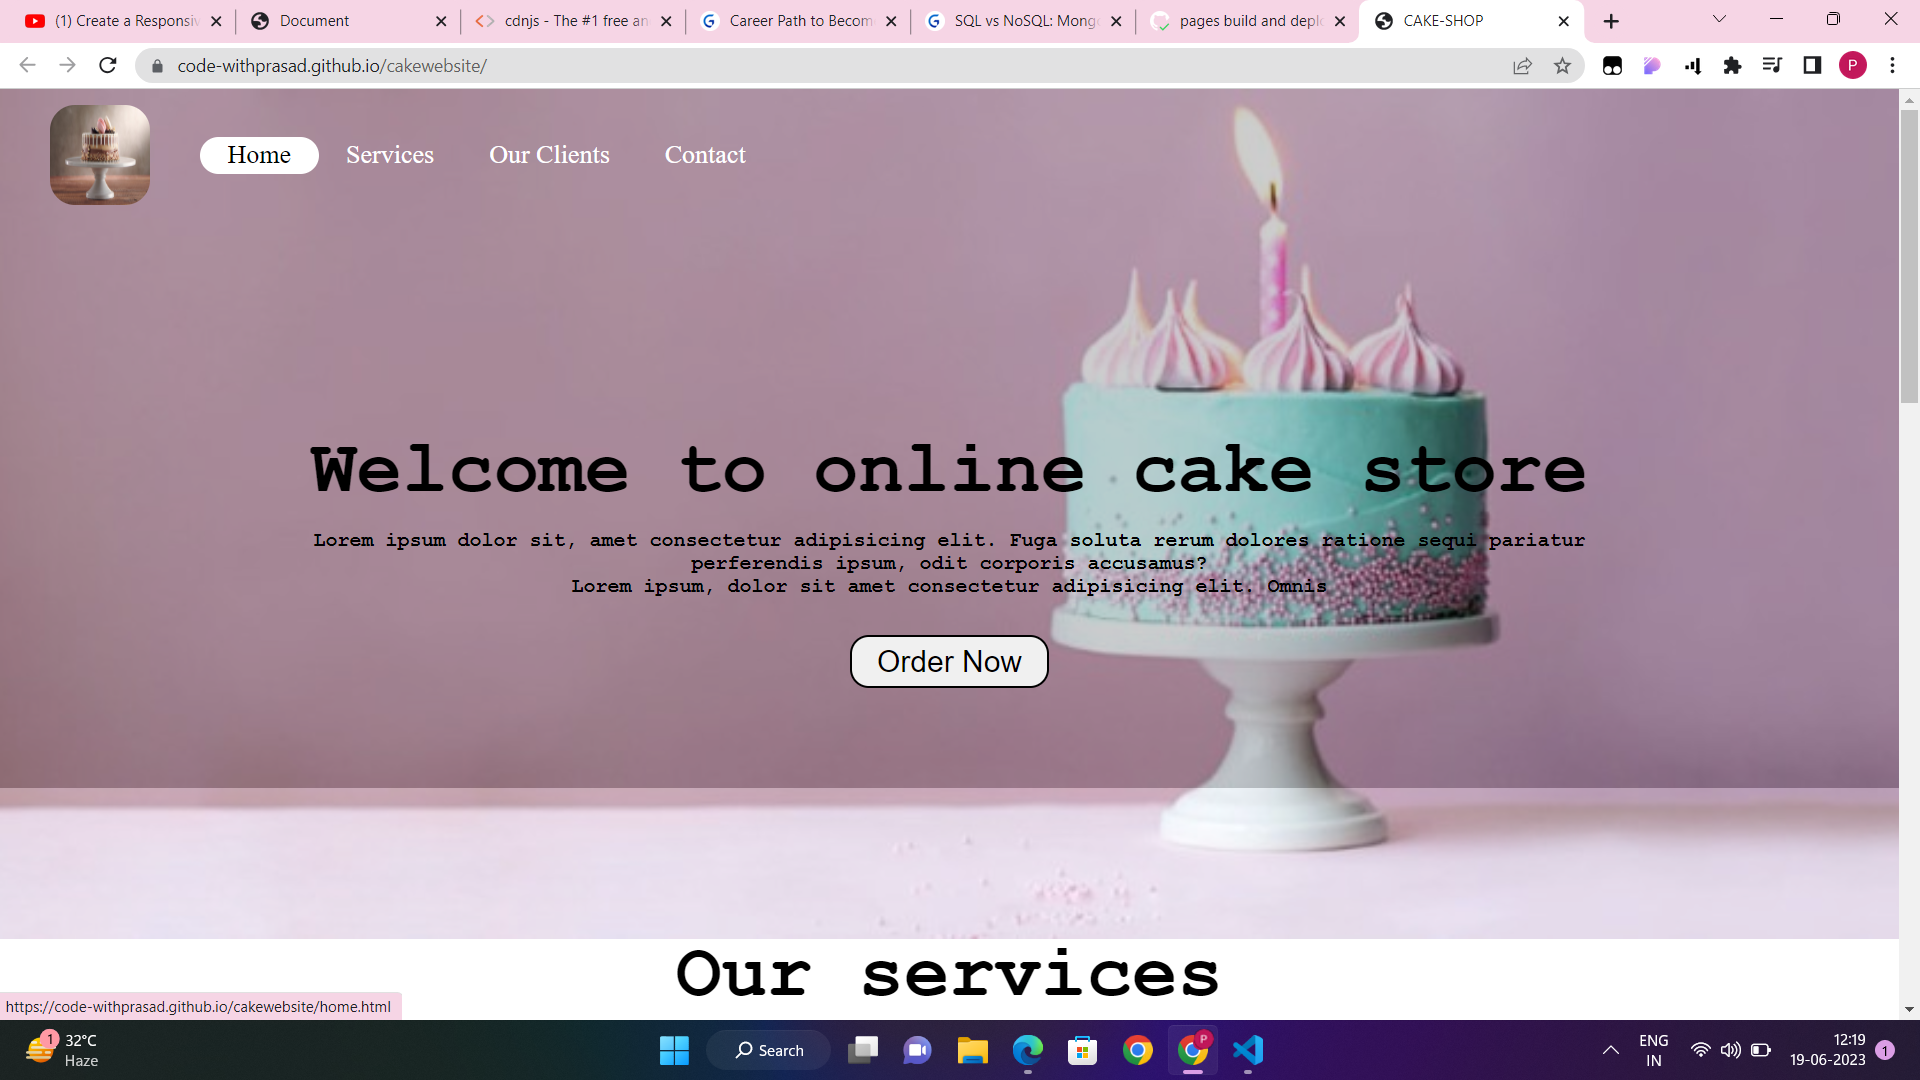 (1) Create a Responsiv
Document
cdnjs - The #1 free an
Career Path to Becom
SQL vs NoSQL: Mong
pages build and deplo
CAKE-SHOP
code-withprasad.github.io/cakewebsite/
P
Home
Services
Our Clients
Contact
Welcome to online cake store
Lorem ipsum dolor sit, amet consectetur adipisicing elit. Fuga soluta rerum dolores ratione sequi pariatur
perferendis ipsum, odit corporis accusamus?
Lorem ipsum, dolor sit amet consectetur adipisicing elit. Omnis
Order Now
Our services
https://code-withprasad.github.io/cakewebsite/home.html
1
32°C
Haze
Search
P
ENG
IN
12:19
19-06-2023
1